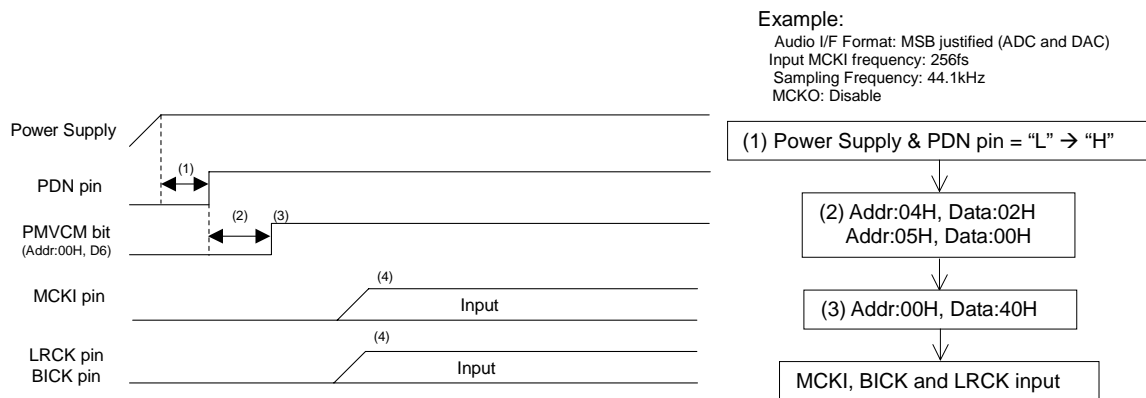 Example:
Audio I/F Format: MSB justified (ADC and DAC)
Input MCKI frequency: 256fs
Sampling Frequency: 44.1kHz
MCKO: Disable
Power Supply
(1)
PDN pin
(2)
(3)
PMVCM bit
(Addr:00H, D6)
(4)
MCKI pin
Input
(4)
LRCK pin
BICK pin
Input
(1) Power Supply & PDN pin = “L” → “H”
(2) Addr:04H, Data:02H
Addr:05H, Data:00H
(3) Addr:00H, Data:40H
MCKI, BICK and LRCK input